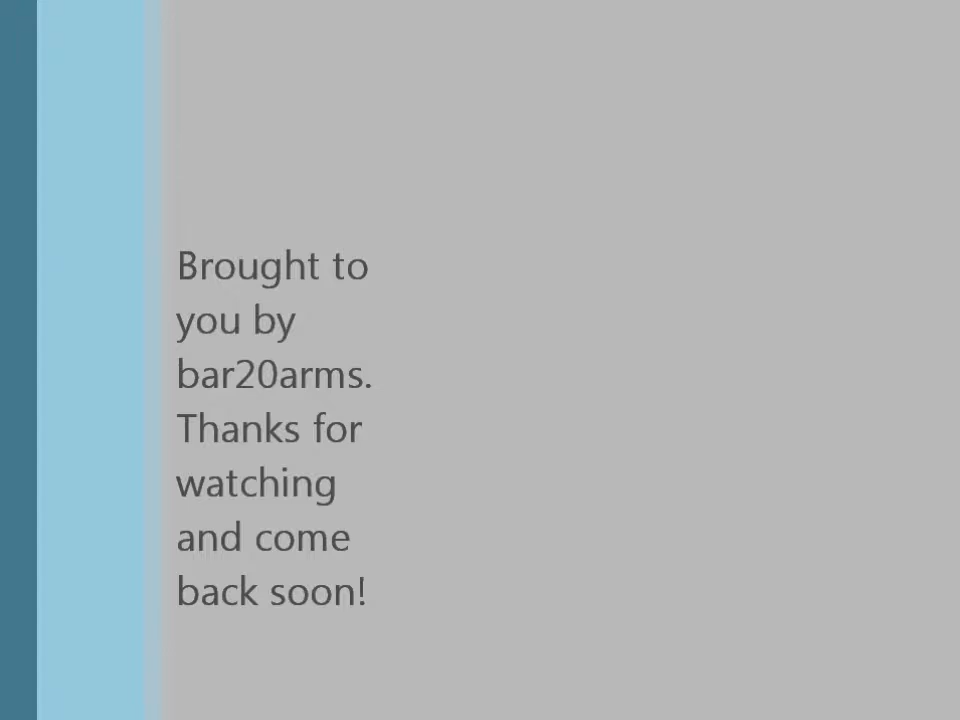 Brought to
you by
bar20arms.
Thanks for
watching
and come
back soon!